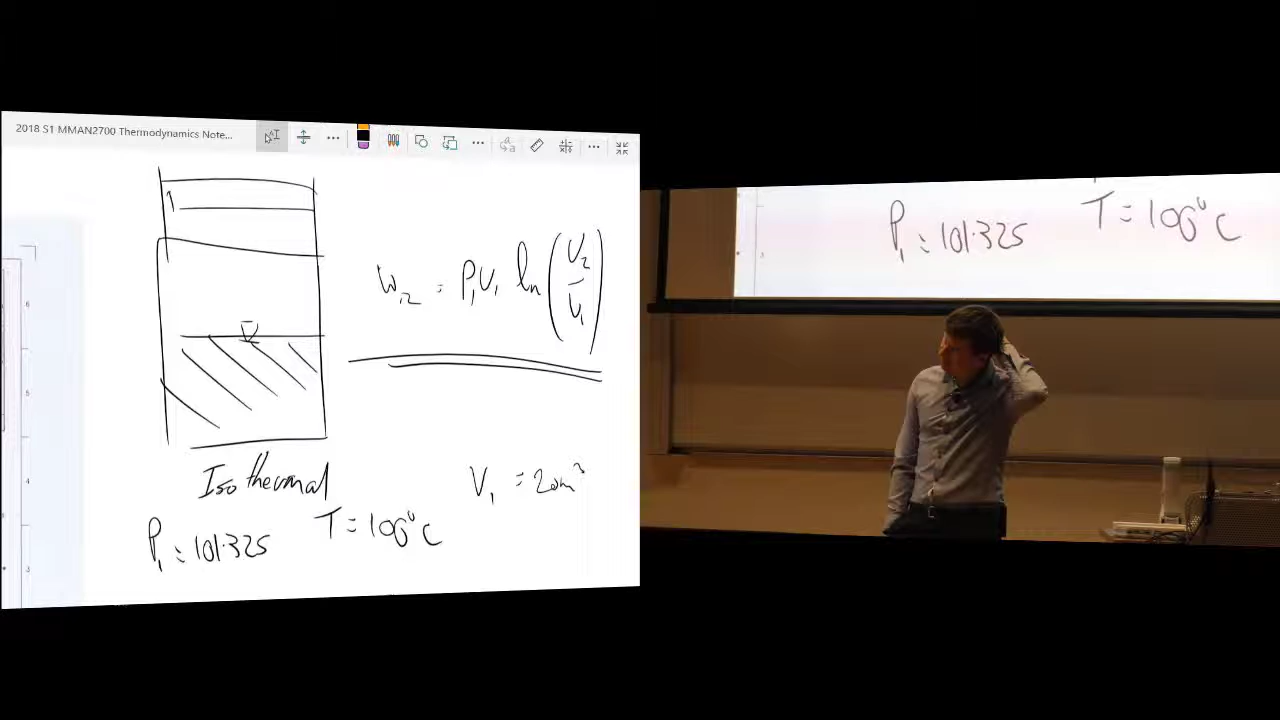 2018 S1 MMAN2700 Thermodynamics Note...
W₁₂ = P₁V₁ ln(V₂/V₁)
Isothermal
V₁ = 20m³
P₁ = 101.325
T = 100°C
P₁ = 101.325
T = 100°C